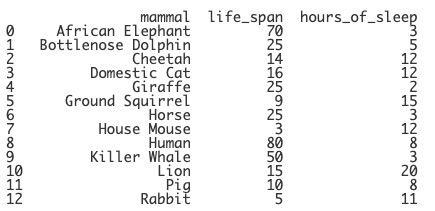 mammal life_span hours_of_sleep
0 African Elephant 70 3
1 Bottlenose Dolphin 25 5
2 Cheetah 14 12
3 Domestic Cat 16 12
4 Giraffe 25 2
5 Ground Squirrel 9 15
6 Horse 25 3
7 House Mouse 3 12
8 Human 80 8
9 Killer Whale 50 3
10 Lion 15 20
11 Pig 10 8
12 Rabbit 5 11